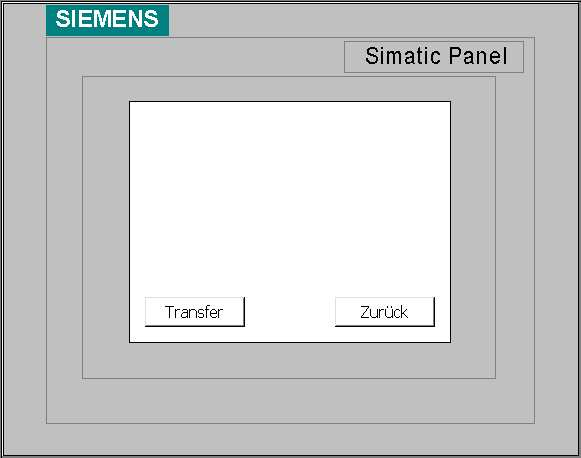 SIEMENS
Simatic Panel
Transfer
Zurück